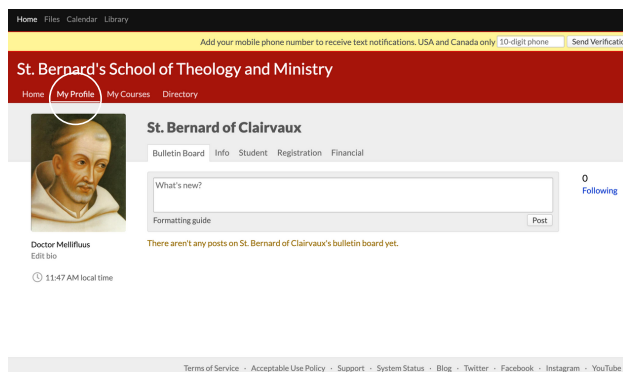 Home Files Calendar Library
Add your mobile phone number to receive text notifications. USA and Canada only 10-digit phone Send Verificatio
St. Bernard's School of Theology and Ministry
Home My Profile My Courses Directory
St. Bernard of Clairvaux
Bulletin Board Info Student Registration Financial
What's new?
0
Following
Formatting guide Post
Doctor Mellifluus
There aren't any posts on St. Bernard of Clairvaux's bulletin board yet.
Edit bio
11:47 AM local time
Terms of Service · Acceptable Use Policy · Support · System Status · Blog · Twitter · Facebook · Instagram · YouTube